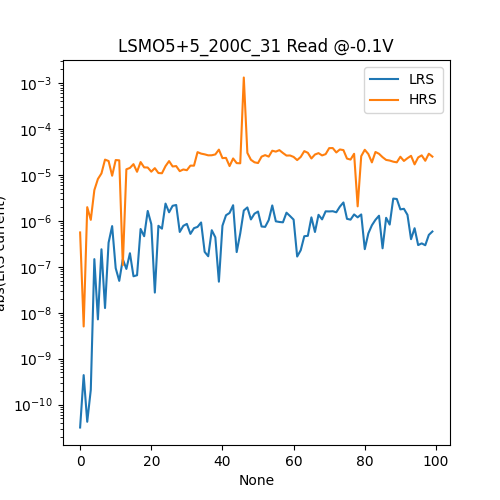 LSMO5+5_200C_31 Read @-0.1V
LRS
HRS
10⁻³
10⁻⁴
10⁻⁵
10⁻⁶
10⁻⁷
10⁻⁸
10⁻⁹
10⁻¹⁰
abs(LRS current)
0 20 40 60 80 100
None